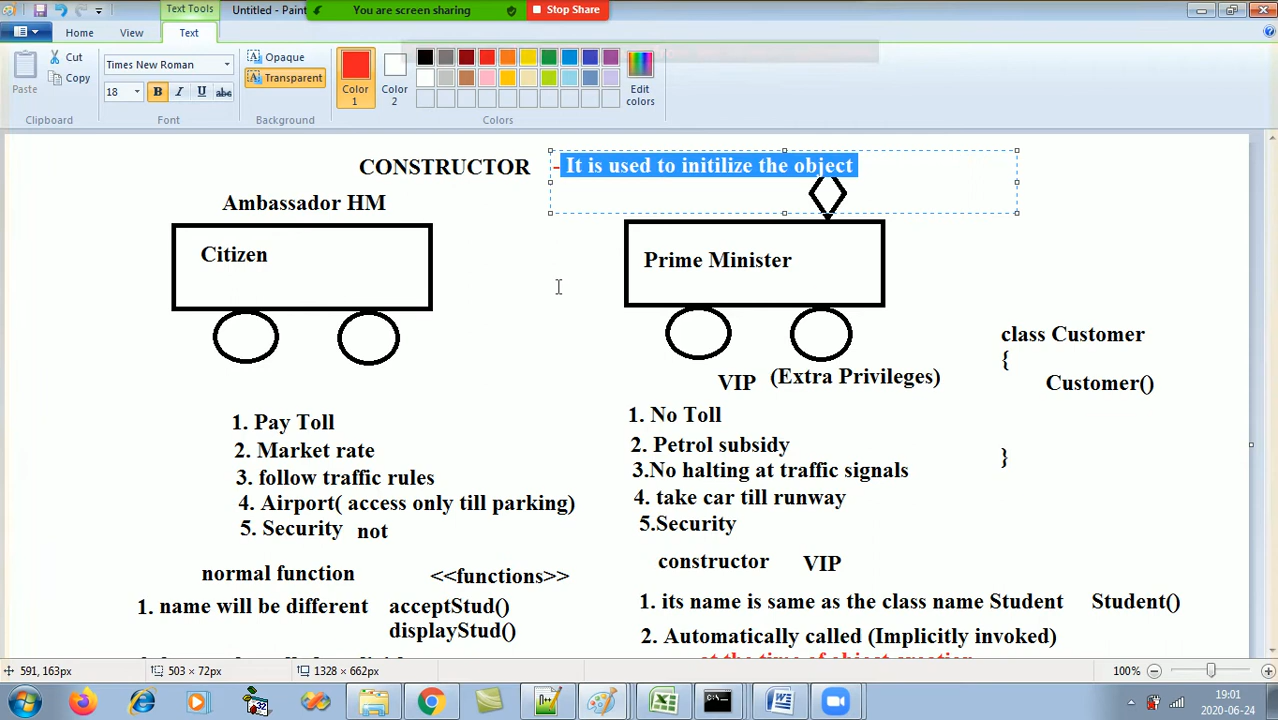 Text Tools
Untitled - Paint
You are screen sharing
Stop Share
Home
View
Text
Paste
Cut
Copy
Clipboard
Times New Roman
18
B
I
U
abc
Font
Opaque
Transparent
Background
Color 1
Color 2
Edit colors
Colors
CONSTRUCTOR - It is used to initilize the object
Ambassador HM
Citizen
Prime Minister
VIP (Extra Privileges)
class Customer
{
Customer()
}
1. Pay Toll
2. Market rate
3. follow traffic rules
4. Airport( access only till parking)
5. Security not
1. No Toll
2. Petrol subsidy
3.No halting at traffic signals
4. take car till runway
5.Security
normal function <<functions>>
1. name will be different acceptStud()
displayStud()
constructor VIP
1. its name is same as the class name Student Student()
2. Automatically called (Implicitly invoked)
at the time of object creation
591, 163px
503 × 72px
1328 × 662px
100%
19:01
2020-06-24